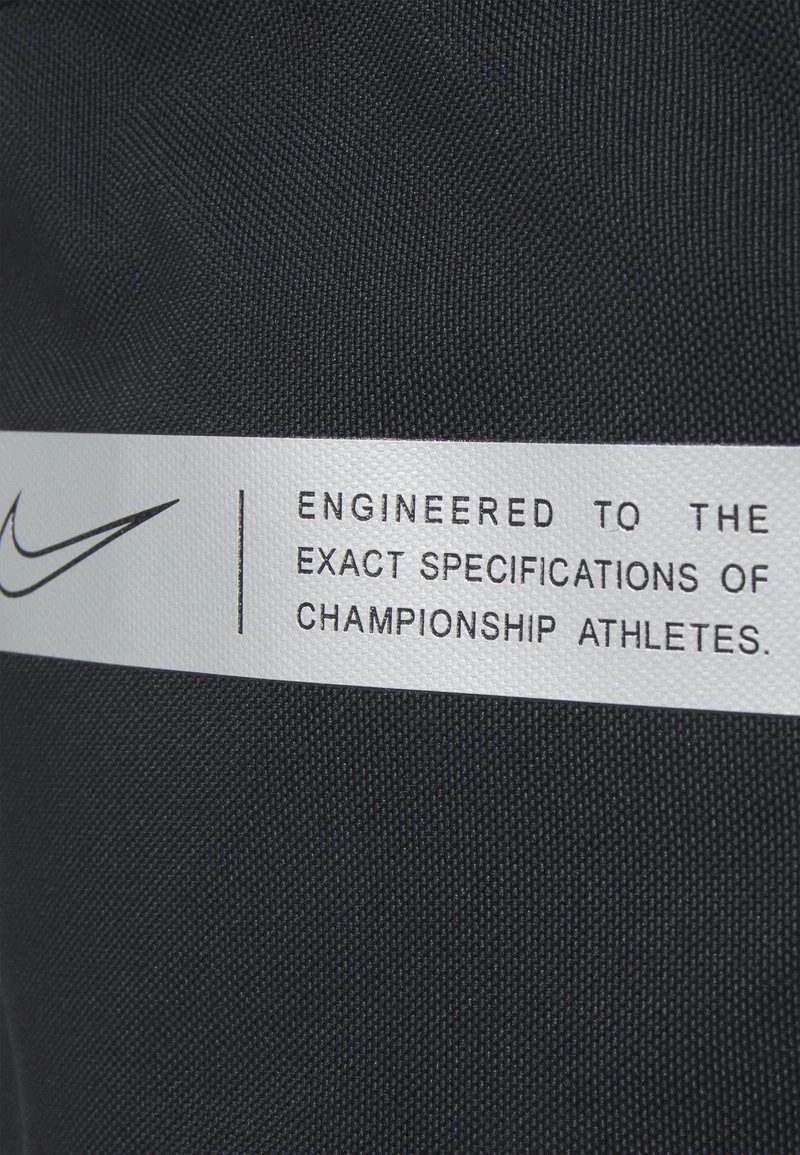 ENGINEERED TO THE
EXACT SPECIFICATIONS OF
CHAMPIONSHIP ATHLETES.